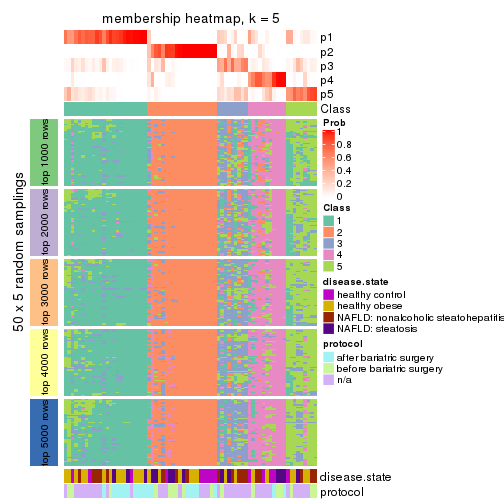 membership heatmap, k = 5
p1
p2
p3
p4
p5
Class
50 x 5 random samplings
top 1000 rows
top 2000 rows
top 3000 rows
top 4000 rows
top 5000 rows
disease.state
protocol
Prob
1
0.8
0.6
0.4
0.2
0
Class
1
2
3
4
5
disease.state
healthy control
healthy obese
NAFLD: nonalcoholic steatohepatitis
NAFLD: steatosis
protocol
after bariatric surgery
before bariatric surgery
n/a